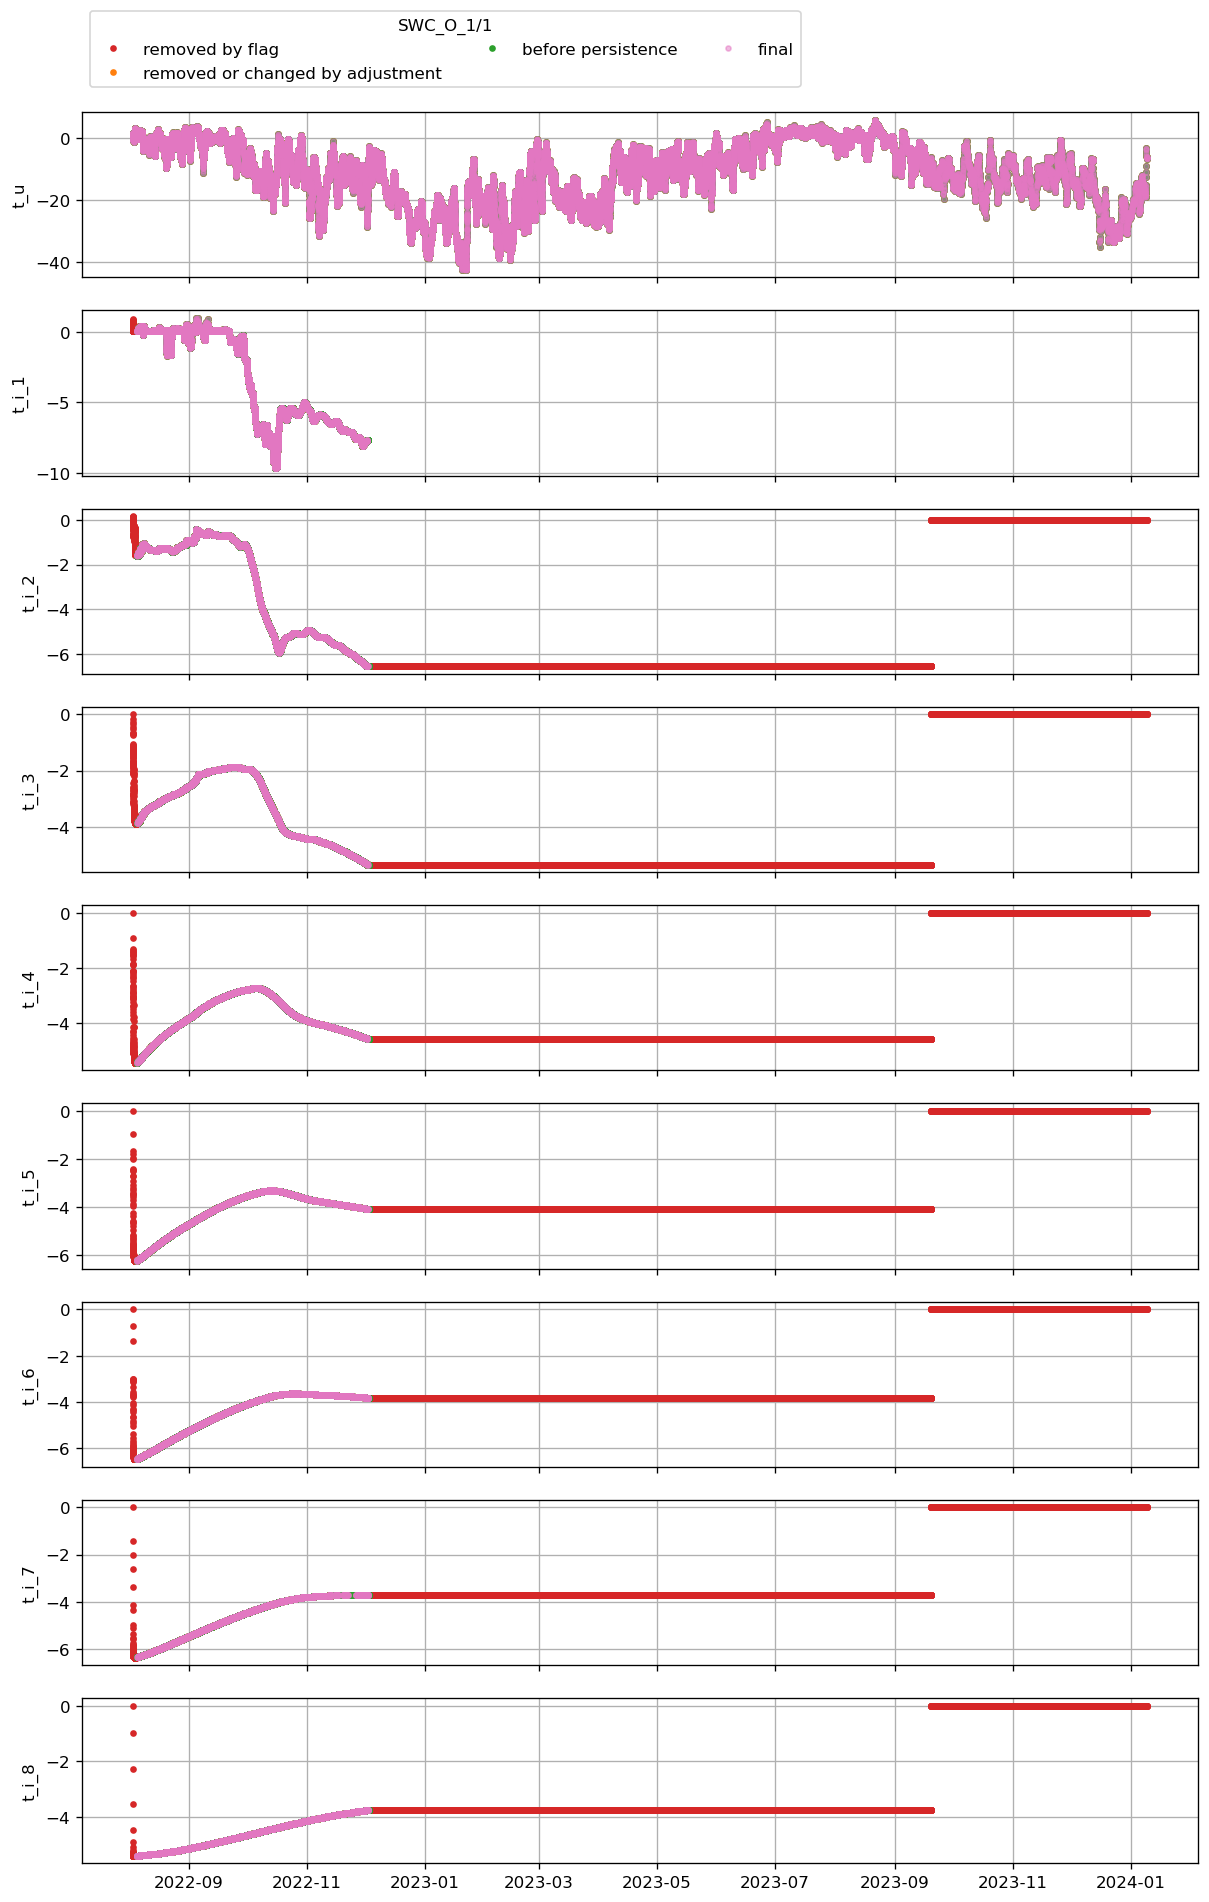 SWC_O_1/1
removed by flag
before persistence
final
removed or changed by adjustment
t_u
0
−20
−40
t_i_1
0
−5
−10
t_i_2
0
−2
−4
−6
t_i_3
0
−2
−4
t_i_4
0
−2
−4
t_i_5
0
−2
−4
−6
t_i_6
0
−2
−4
−6
t_i_7
0
−2
−4
−6
t_i_8
0
−2
−4
2022-09 2022-11 2023-01 2023-03 2023-05 2023-07 2023-09 2023-11 2024-01